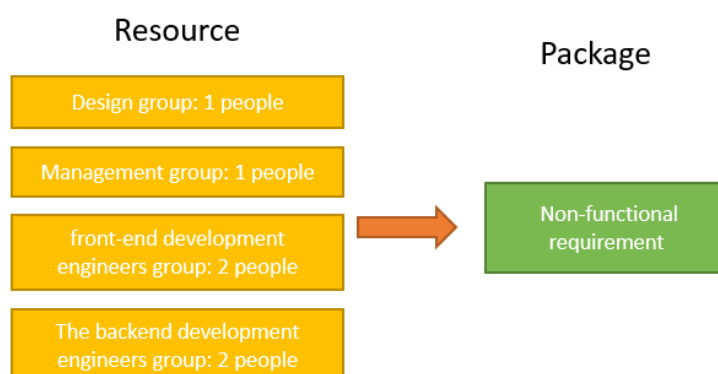 Resource
Package
Design group: 1 people
Management group: 1 people
front-end development
engineers group: 2 people
The backend development
engineers group: 2 people
Non-functional
requirement